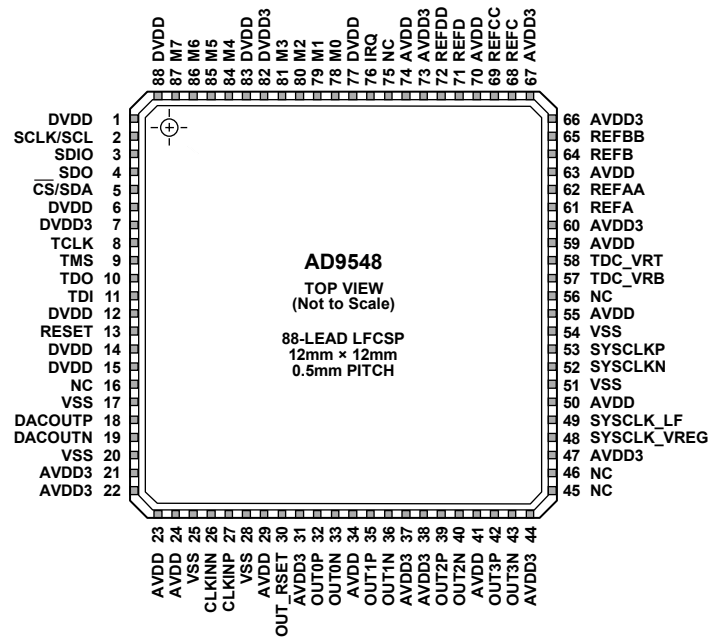 88 DVDD
87 M7
86 M6
85 M5
84 M4
83 DVDD
82 DVDD3
81 M3
80 M2
79 M1
78 M0
77 DVDD
76 IRQ
75 NC
74 AVDD
73 AVDD3
72 REFDD
71 REFD
70 AVDD
69 REFCC
68 REFC
67 AVDD3
DVDD 1
SCLK/SCL 2
SDIO 3
SDO 4
CS/SDA 5
DVDD 6
DVDD3 7
TCLK 8
TMS 9
TDO 10
TDI 11
DVDD 12
RESET 13
DVDD 14
DVDD 15
NC 16
VSS 17
DACOUTP 18
DACOUTN 19
VSS 20
AVDD3 21
AVDD3 22
AD9548
TOP VIEW
(Not to Scale)
88-LEAD LFCSP
12mm × 12mm
0.5mm PITCH
66 AVDD3
65 REFBB
64 REFB
63 AVDD
62 REFAA
61 REFA
60 AVDD3
59 AVDD
58 TDC_VRT
57 TDC_VRB
56 NC
55 AVDD
54 VSS
53 SYSCLKP
52 SYSCLKN
51 VSS
50 AVDD
49 SYSCLK_LF
48 SYSCLK_VREG
47 AVDD3
46 NC
45 NC
AVDD 23
AVDD 24
VSS 25
CLKINN 26
CLKINP 27
VSS 28
AVDD 29
OUT_RSET 30
AVDD3 31
OUT0P 32
OUT0N 33
AVDD 34
OUT1P 35
OUT1N 36
AVDD3 37
AVDD3 38
OUT2P 39
OUT2N 40
AVDD 41
OUT3P 42
OUT3N 43
AVDD3 44